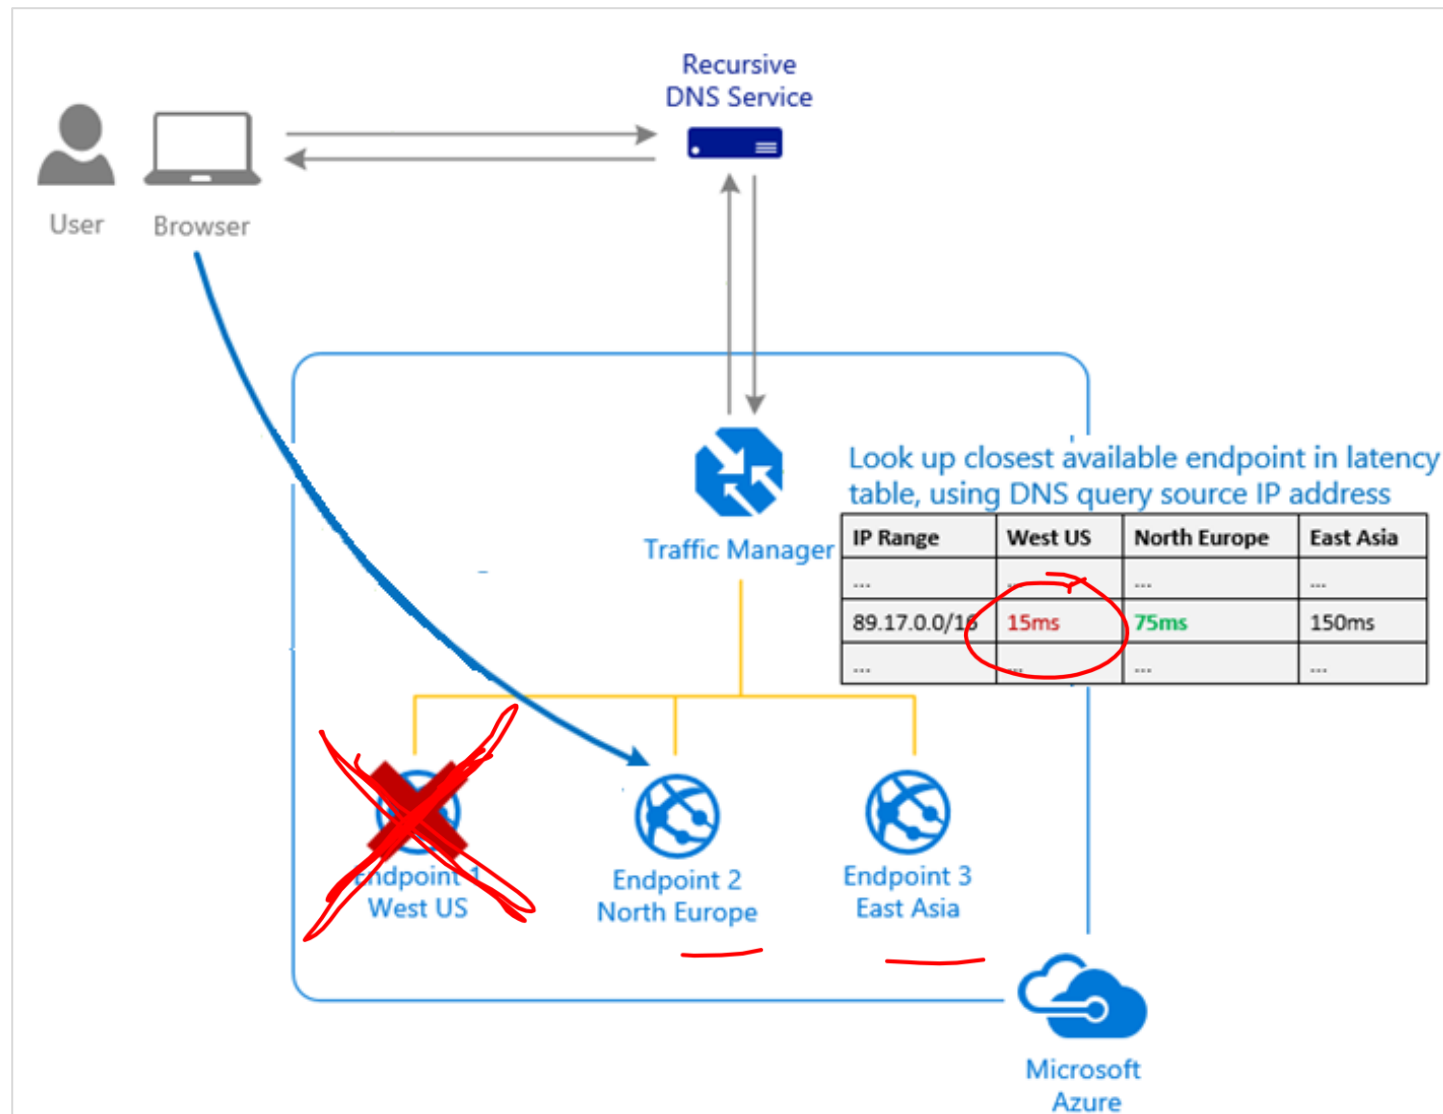 Recursive
DNS Service
User
Browser
Look up closest available endpoint in latency
table, using DNS query source IP address
Traffic Manager
IP Range West US North Europe East Asia
... ... ... ...
89.17.0.0/16 15ms 75ms 150ms
... ... ... ...
Endpoint 1
West US
Endpoint 2
North Europe
Endpoint 3
East Asia
Microsoft
Azure